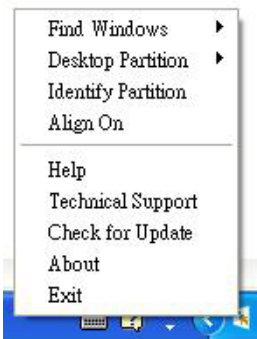 Find Windows
Desktop Partition
Identify Partition
Align On
Help
Technical Support
Check for Update
About
Exit